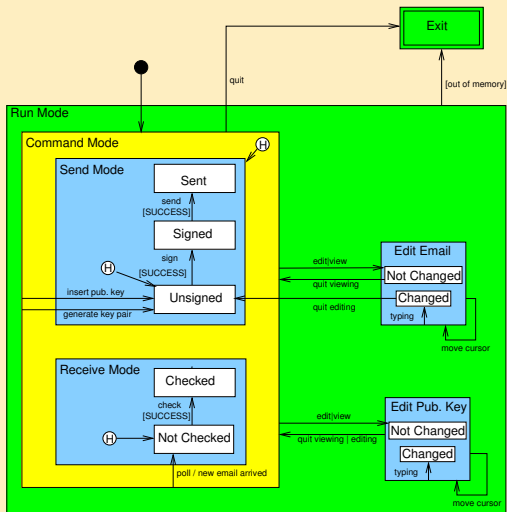 Exit
quit
[out of memory]
Run Mode
Command Mode
H
Send Mode
Sent
send
[SUCCESS]
Signed
sign
[SUCCESS]
H
Unsigned
insert pub. key
generate key pair
edit|view
quit viewing
quit editing
Edit Email
Not Changed
Changed
typing
move cursor
Receive Mode
Checked
check
[SUCCESS]
H
Not Checked
poll / new email arrived
edit|view
quit viewing | editing
Edit Pub. Key
Not Changed
Changed
typing
move cursor